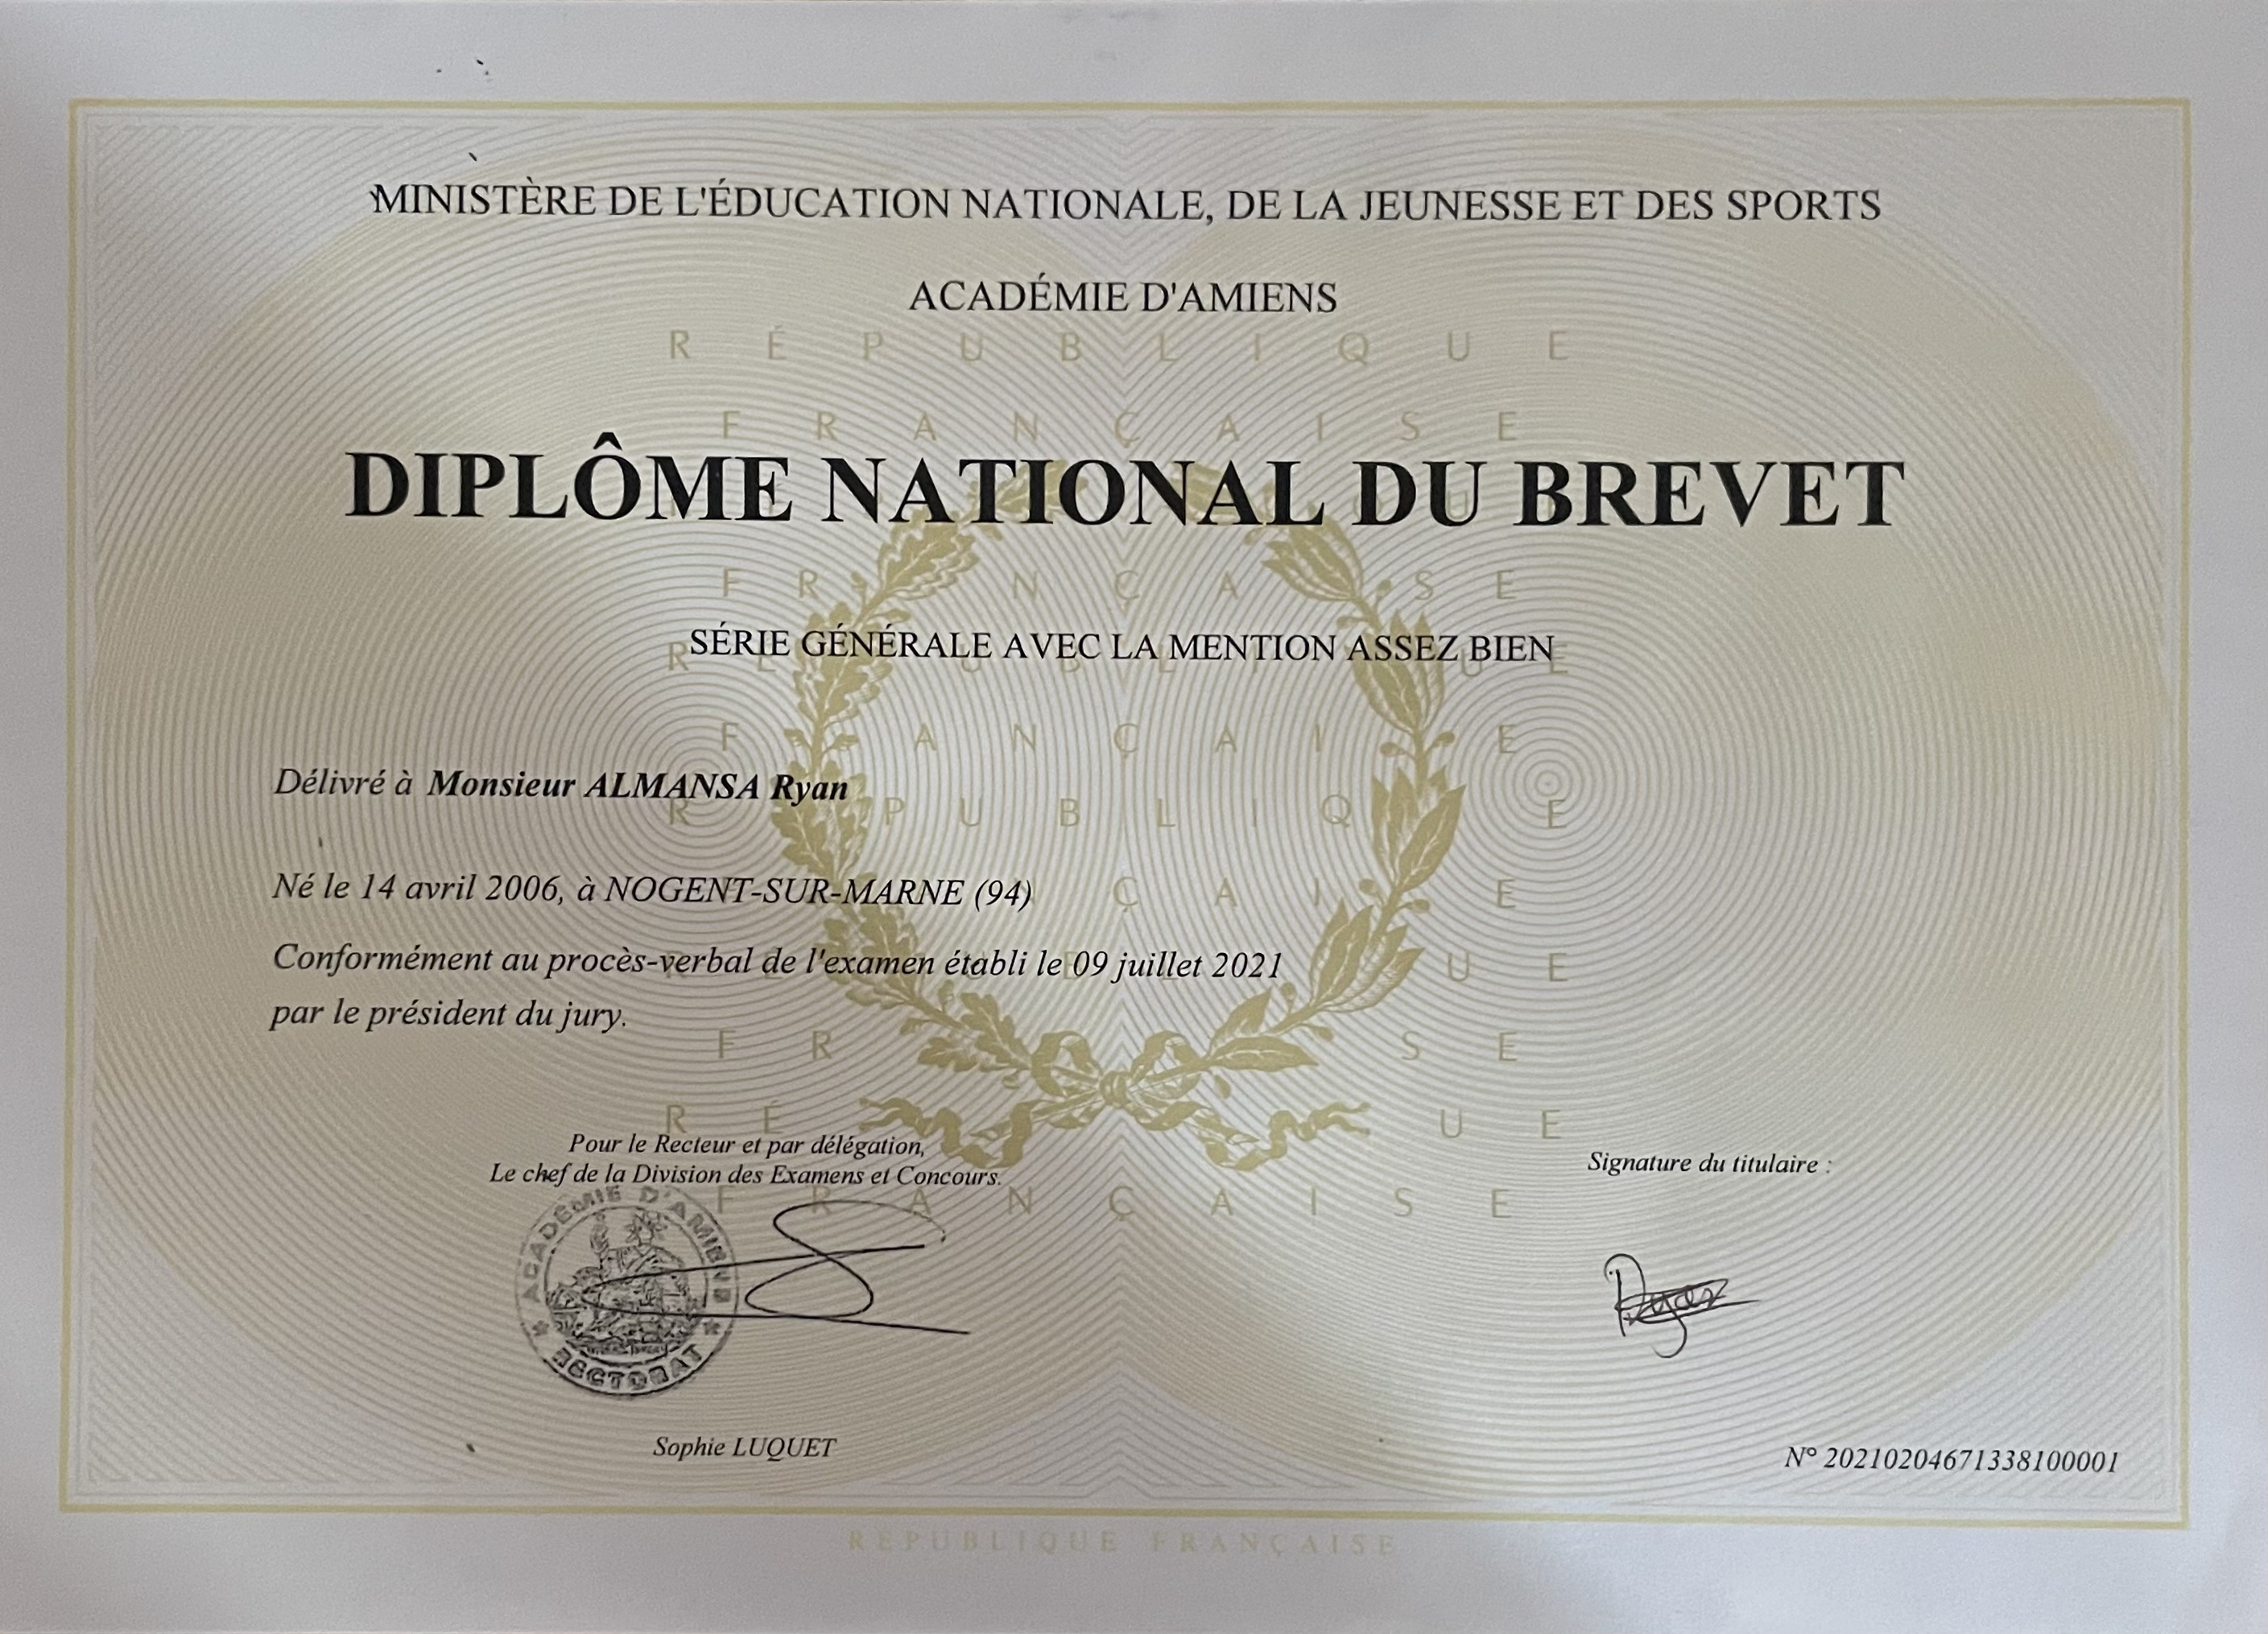 MINISTÈRE DE L'ÉDUCATION NATIONALE, DE LA JEUNESSE ET DES SPORTS
ACADÉMIE D'AMIENS
RÉPUBLIQUE
FRANÇAISE
DIPLÔME NATIONAL DU BREVET
SÉRIE GÉNÉRALE AVEC LA MENTION ASSEZ BIEN
Délivré à Monsieur ALMANSA Ryan
Né le 14 avril 2006, à NOGENT-SUR-MARNE (94)
Conformément au procès-verbal de l'examen établi le 09 juillet 2021
par le président du jury.
Pour le Recteur et par délégation,
Le chef de la Division des Examens et Concours.
Signature du titulaire :
FRANÇAISE
ACADÉMIE D'AMIENS
RECTORAT
Ryan
Sophie LUQUET
N° 20210204671338100001
RÉPUBLIQUE FRANÇAISE